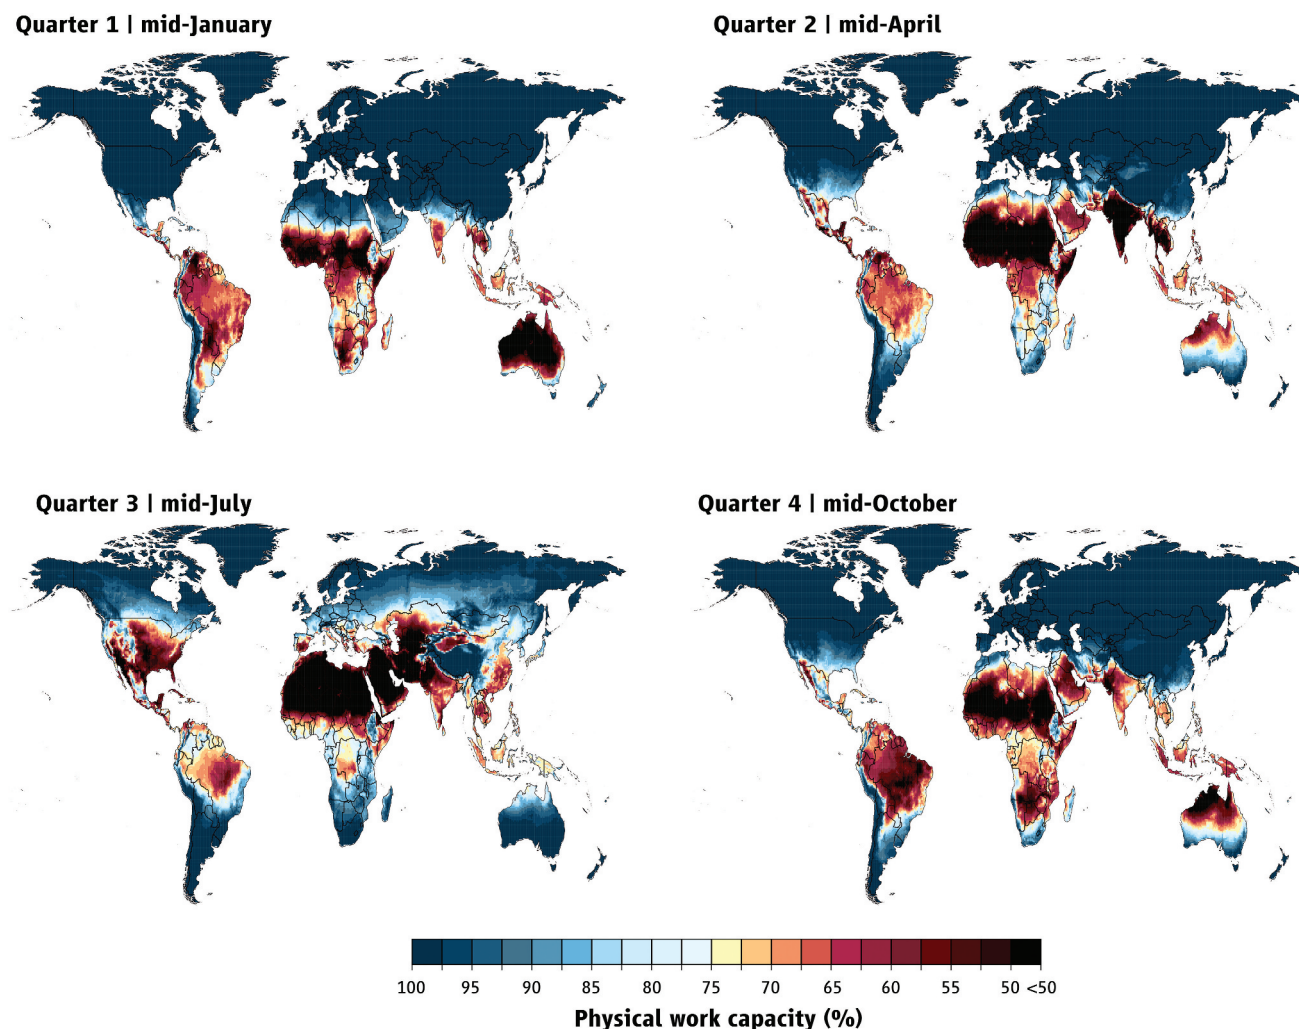 Quarter 1 | mid-January
Quarter 2 | mid-April
Quarter 3 | mid-July
Quarter 4 | mid-October
100 95 90 85 80 75 70 65 60 55 50 <50
Physical work capacity (%)